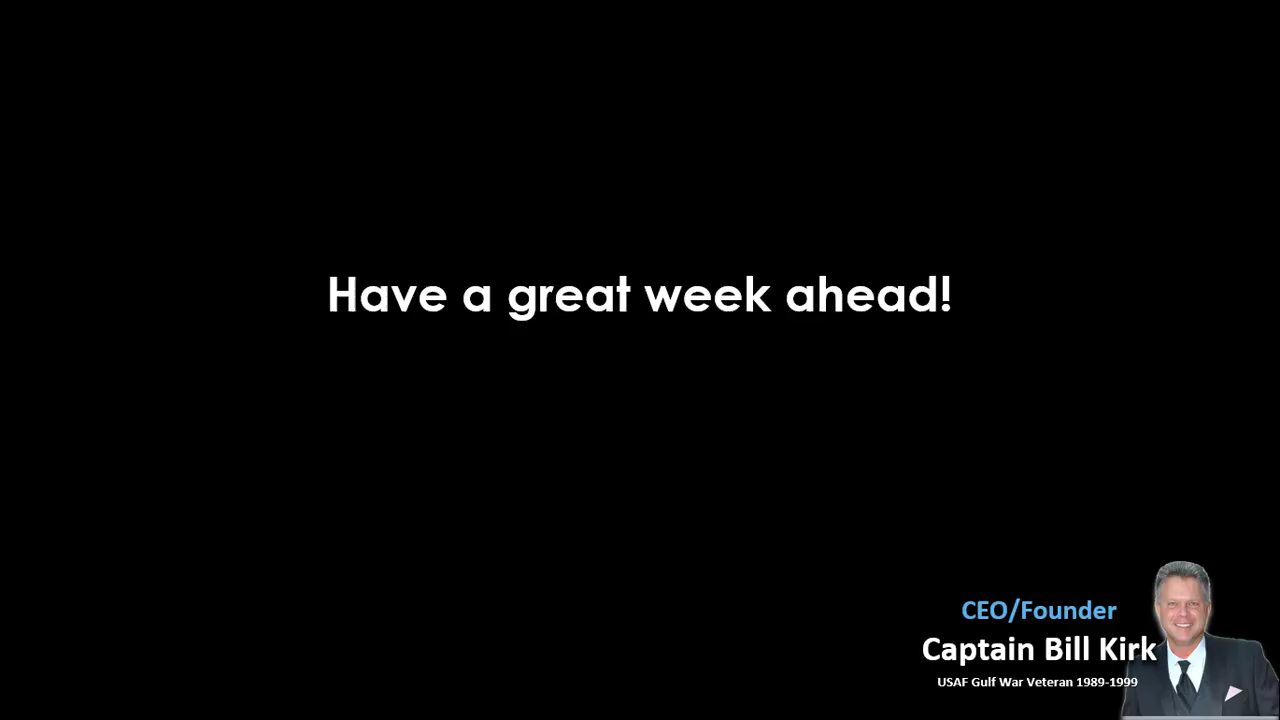 Have a great week ahead!
CEO/Founder
Captain Bill Kirk
USAF Gulf War Veteran 1989-1999